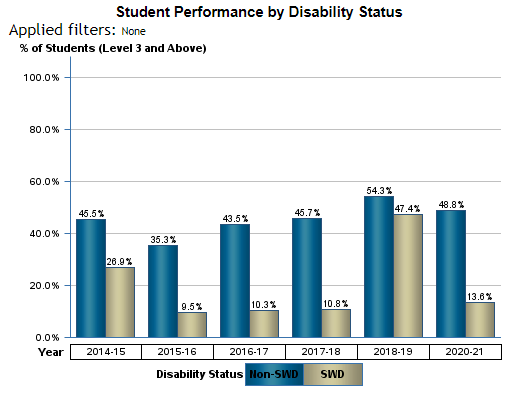 Student Performance by Disability Status
Applied filters: None
% of Students (Level 3 and Above)
100.0%
80.0%
60.0%
40.0%
20.0%
0.0%
45.5% 26.9% 35.3% 9.5% 43.5% 10.3% 45.7% 10.8% 54.3% 47.4% 48.8% 13.6%
Year 2014-15 2015-16 2016-17 2017-18 2018-19 2020-21
Disability Status Non-SWD SWD